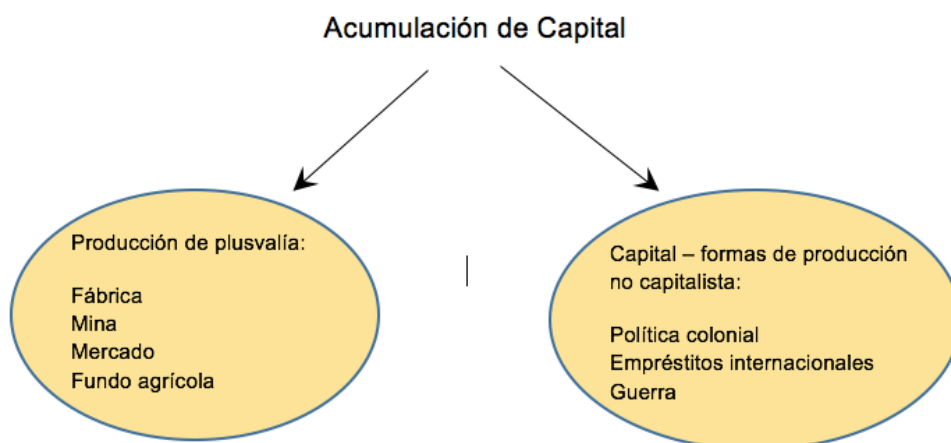 Acumulación de Capital
Producción de plusvalía:
Fábrica
Mina
Mercado
Fundo agrícola
Capital – formas de producción
no capitalista:
Política colonial
Empréstitos internacionales
Guerra